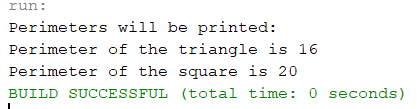 run:
Perimeters will be printed:
Perimeter of the triangle is 16
Perimeter of the square is 20
BUILD SUCCESSFUL (total time: 0 seconds)